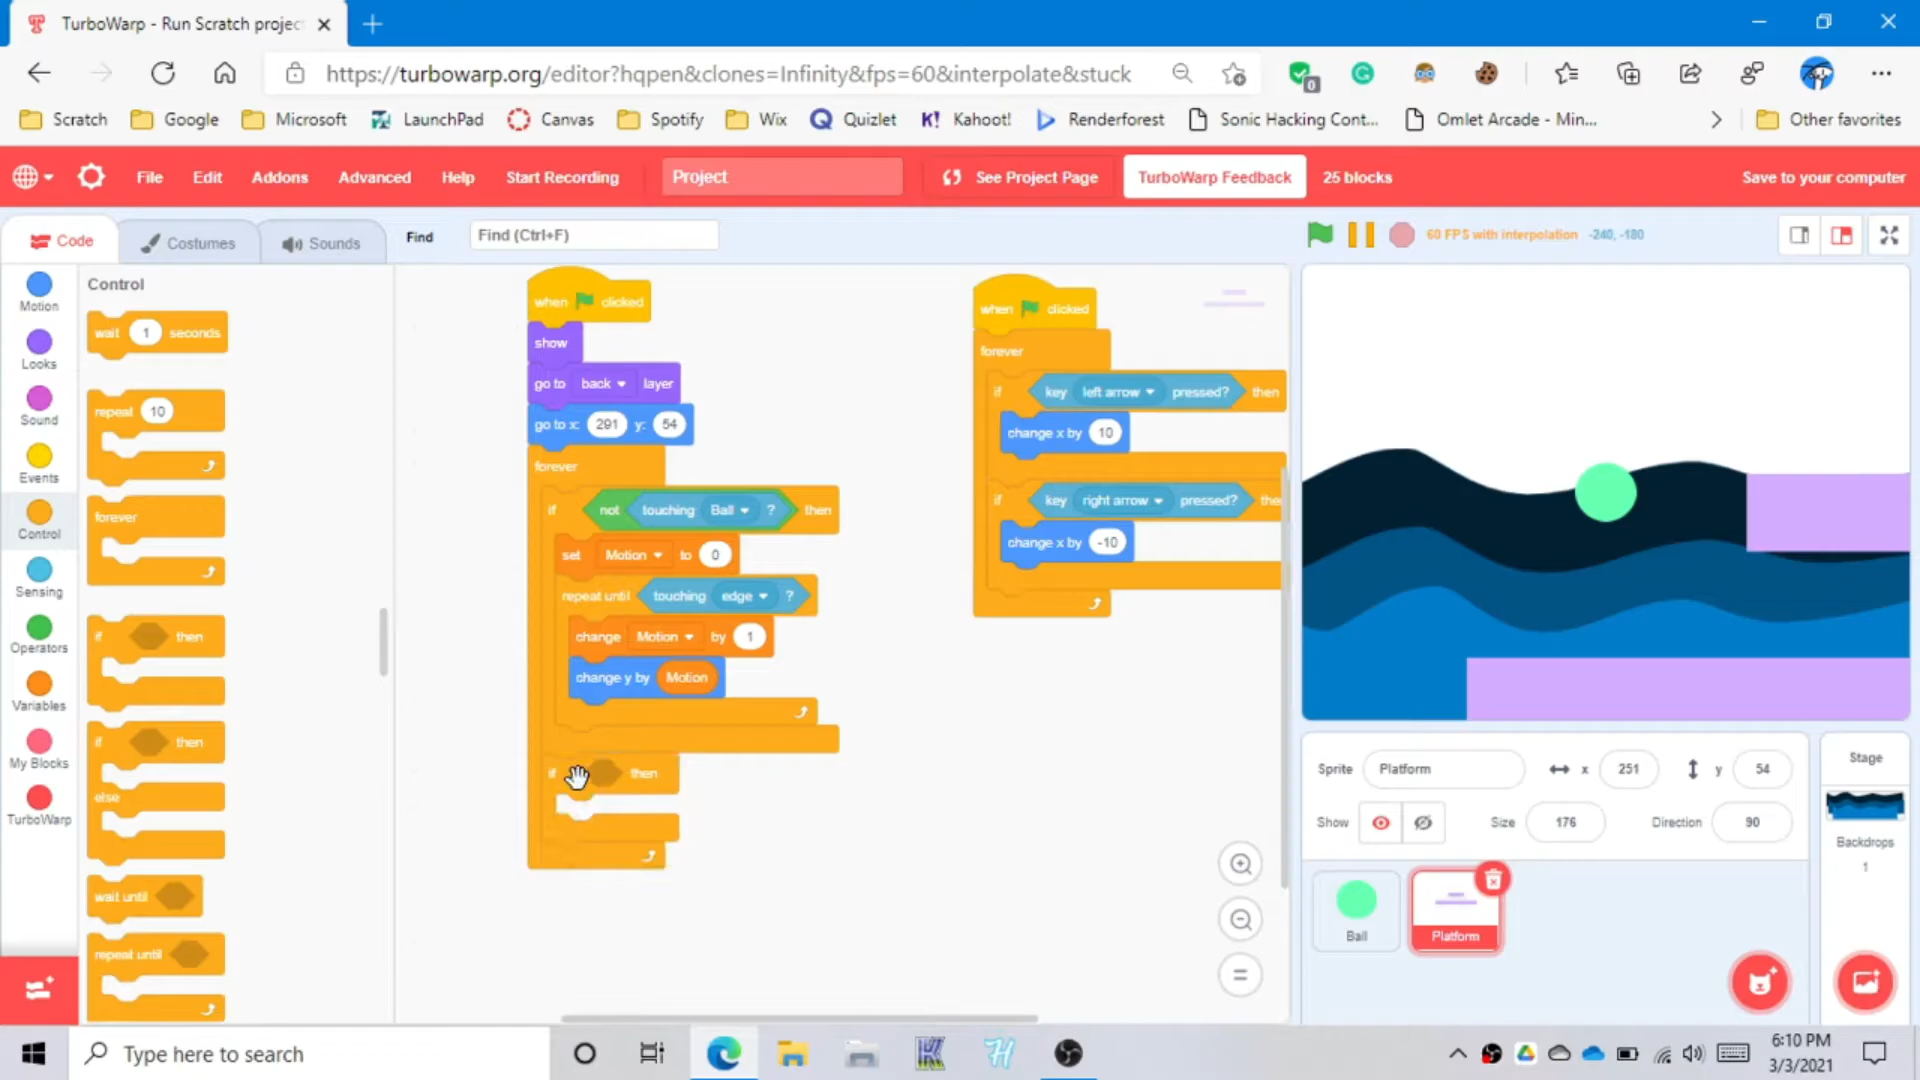 TurboWarp - Run Scratch projec
https://turbowarp.org/editor?hqpen&clones=Infinity&fps=60&interpolate&stuck
0
Scratch Google Microsoft LaunchPad Canvas Spotify Wix Quizlet K! Kahoot! Renderforest Sonic Hacking Cont... Omlet Arcade - Min... Other favorites
File Edit Addons Advanced Help Start Recording Project See Project Page TurboWarp Feedback 25 blocks Save to your computer
Code Costumes Sounds Find Find (Ctrl+F) 60 FPS with interpolation -240, -180
Motion
Looks
Sound
Events
Control
Sensing
Operators
Variables
My Blocks
TurboWarp
Control
wait 1 seconds
repeat 10
forever
if then
if then
else
wait until
repeat until
when clicked
show
go to back layer
go to x: 291 y: 54
forever
if not touching Ball ? then
set Motion to 0
repeat until touching edge ?
change Motion by 1
change y by Motion
if then
when clicked
forever
if key left arrow pressed? then
change x by 10
if key right arrow pressed? the
change x by -10
=
Sprite Platform x 251 y 54
Show Size 176 Direction 90
Ball
Platform
Stage
Backdrops
1
Type here to search
6:10 PM
3/3/2021